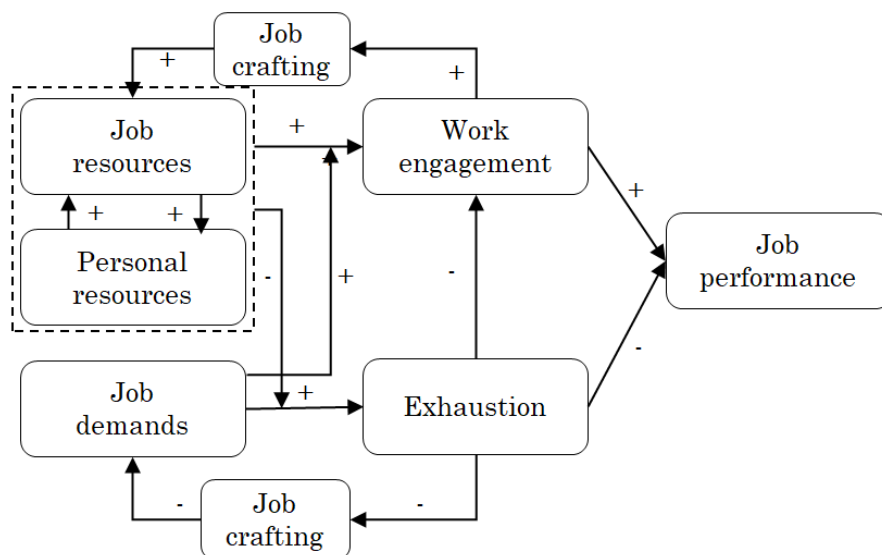 Job
crafting
+
+
Job
resources
+
Work
engagement
+
+
+
Job
performance
Personal
resources
-
+
-
-
Job
demands
+
Exhaustion
-
-
Job
crafting